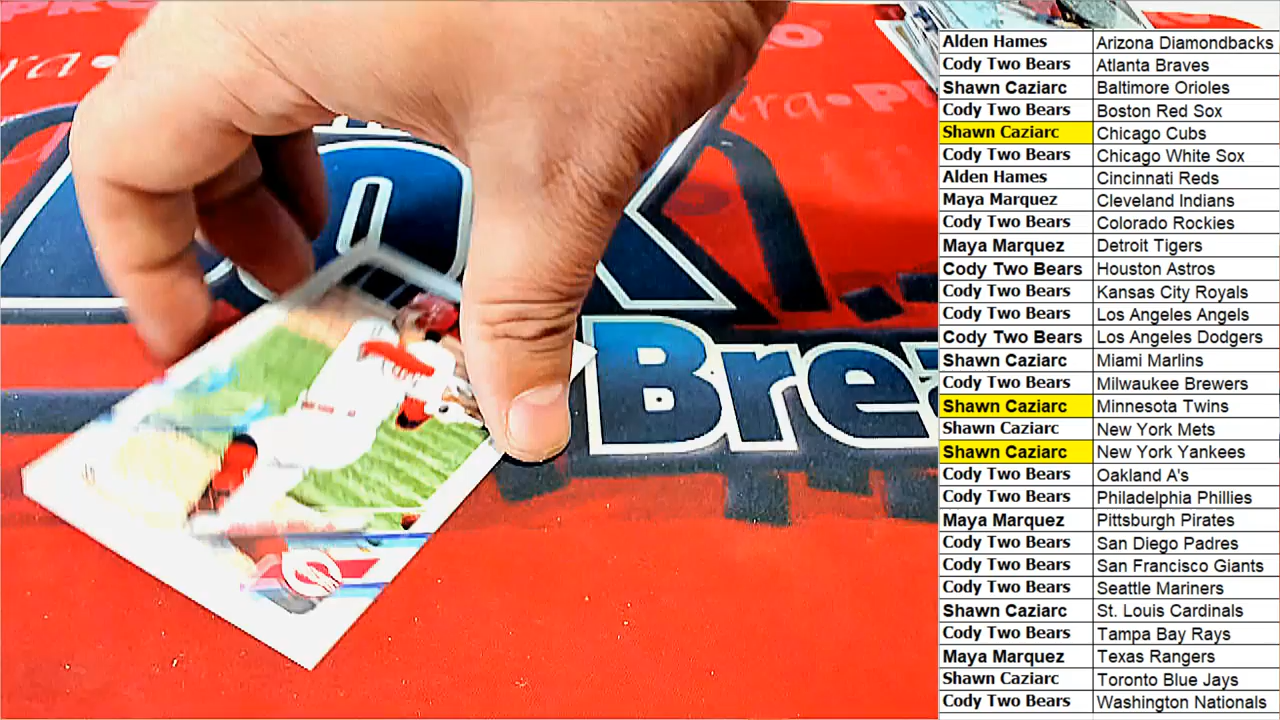 PRO
ra
ra•PRO
Brea
Alden Hames Arizona Diamondbacks
Cody Two Bears Atlanta Braves
Shawn Caziarc Baltimore Orioles
Cody Two Bears Boston Red Sox
Shawn Caziarc Chicago Cubs
Cody Two Bears Chicago White Sox
Alden Hames Cincinnati Reds
Maya Marquez Cleveland Indians
Cody Two Bears Colorado Rockies
Maya Marquez Detroit Tigers
Cody Two Bears Houston Astros
Cody Two Bears Kansas City Royals
Cody Two Bears Los Angeles Angels
Cody Two Bears Los Angeles Dodgers
Shawn Caziarc Miami Marlins
Cody Two Bears Milwaukee Brewers
Shawn Caziarc Minnesota Twins
Shawn Caziarc New York Mets
Shawn Caziarc New York Yankees
Cody Two Bears Oakland A's
Cody Two Bears Philadelphia Phillies
Maya Marquez Pittsburgh Pirates
Cody Two Bears San Diego Padres
Cody Two Bears San Francisco Giants
Cody Two Bears Seattle Mariners
Shawn Caziarc St. Louis Cardinals
Cody Two Bears Tampa Bay Rays
Maya Marquez Texas Rangers
Shawn Caziarc Toronto Blue Jays
Cody Two Bears Washington Nationals